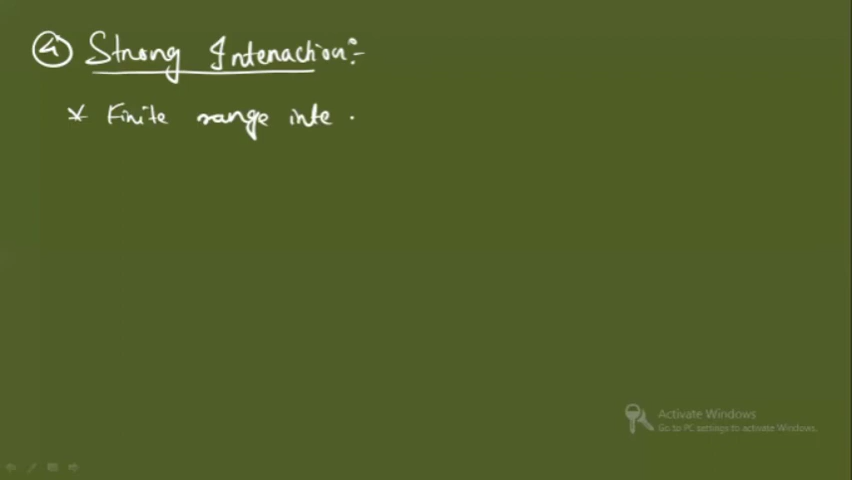 ④ Strong Interaction:-
* Finite range inte
Activate Windows
Go to PC settings to activate Windows.